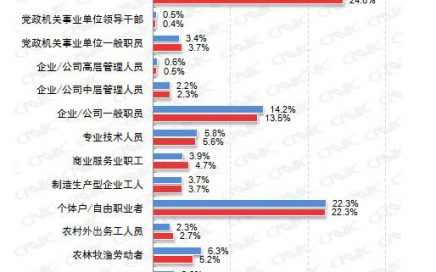 24.6%
党政机关事业单位领导干部 0.5%
0.4%
党政机关事业单位一般职员 3.4%
3.7%
企业/公司高层管理人员 0.6%
0.5%
企业/公司中层管理人员 2.2%
2.3%
企业/公司一般职员 14.2%
13.5%
专业技术人员 5.8%
5.6%
商业服务业职工 3.9%
4.7%
制造生产型企业工人 3.7%
3.7%
个体户/自由职业者 22.3%
22.3%
农村外出务工人员 2.3%
2.7%
农林牧渔劳动者 6.3%
5.2%